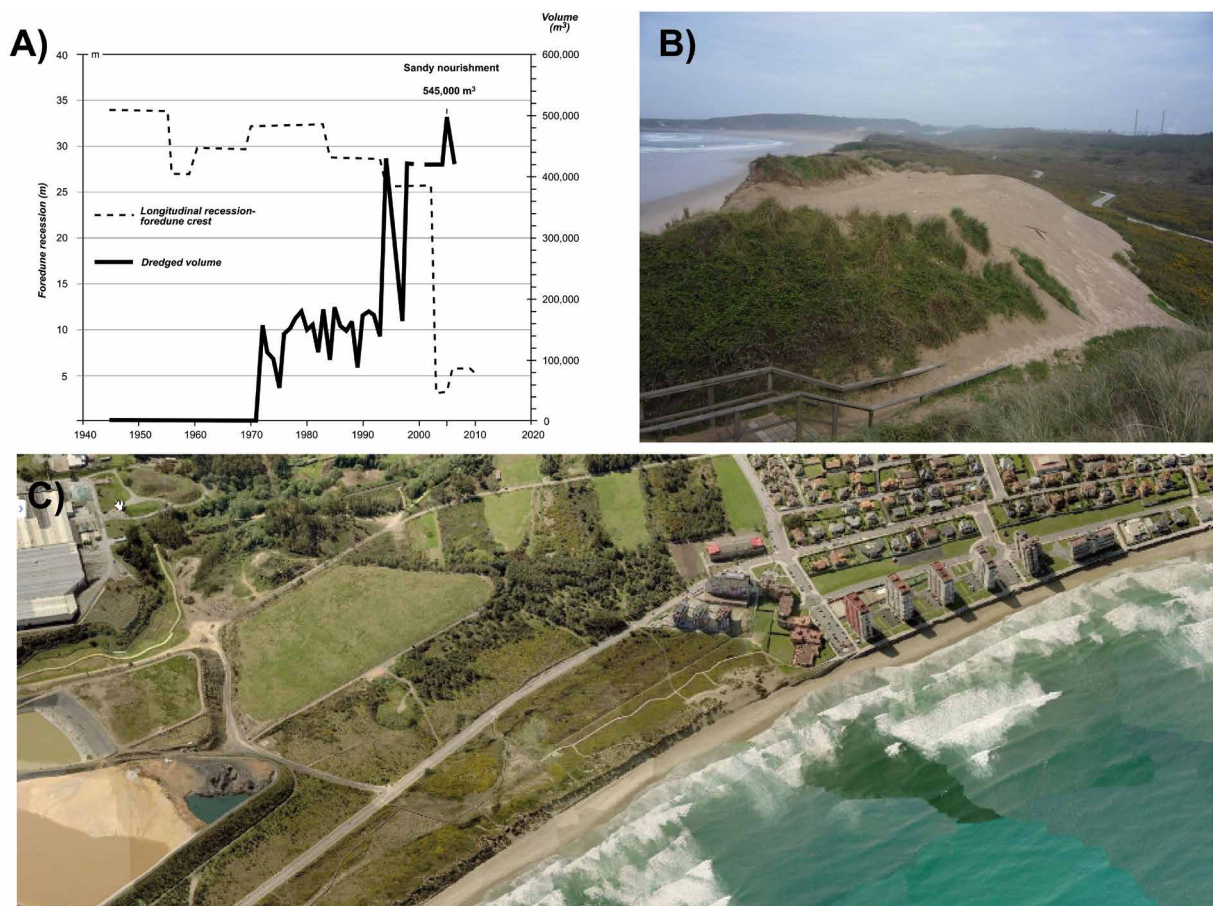 A)
Volume
(m³)
40
m
600,000
Sandy nourishment
545,000 m³
35
500,000
30
400,000
25
Longitudinal recession-
foredune crest
Foredune recession (m)
20
300,000
Dredged volume
15
200,000
10
100,000
5
0
1940
1950
1960
1970
1980
1990
2000
2010
2020
B)
C)